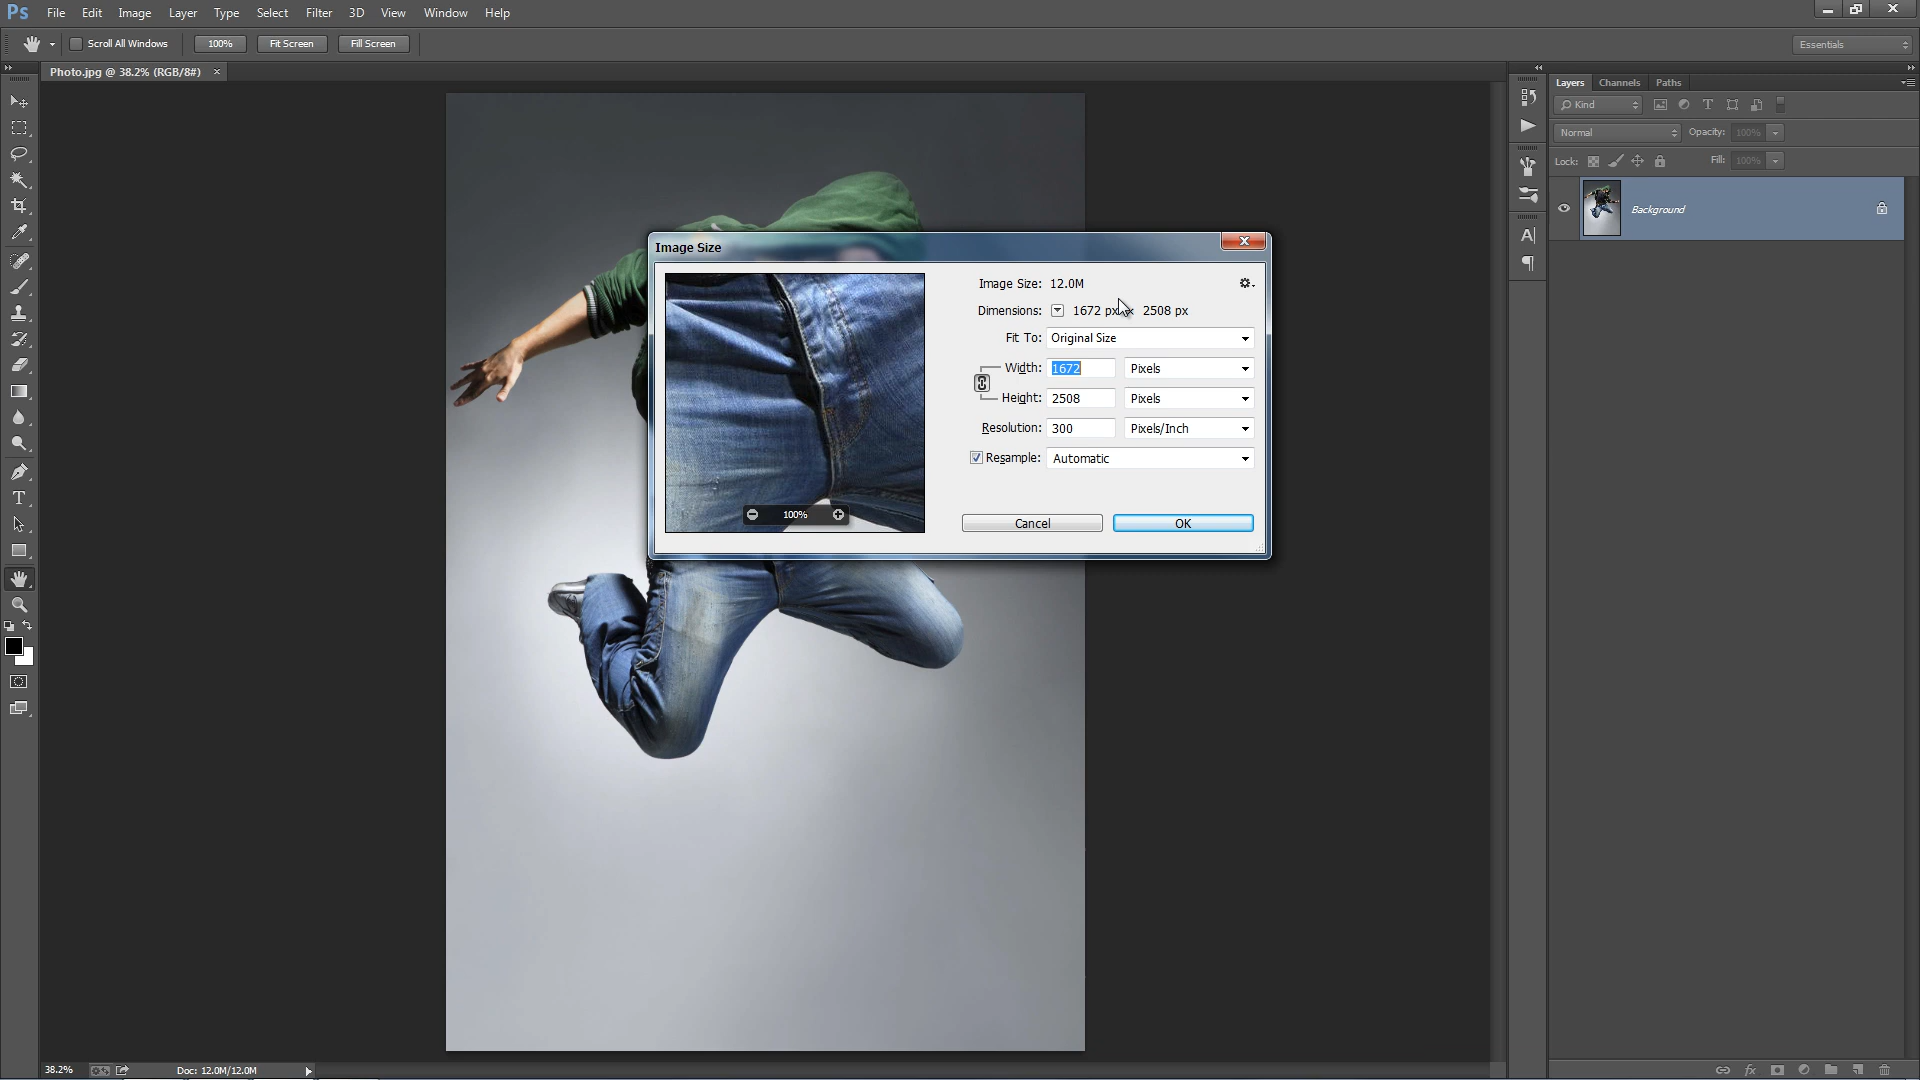 Ps File Edit Image Layer Type Select Filter 3D View Window Help
Scroll All Windows 100% Fit Screen Fill Screen Essentials
Photo.jpg @ 38.2% (RGB/8#) ×
Layers Channels Paths
Kind
Normal Opacity: 100%
Lock: Fill: 100%
Background
Image Size
Image Size: 12.0M
Dimensions: 1672 px × 2508 px
Fit To: Original Size
Width: 1672 Pixels
Height: 2508 Pixels
Resolution: 300 Pixels/Inch
Resample: Automatic
100%
Cancel OK
38.2% Doc: 12.0M/12.0M